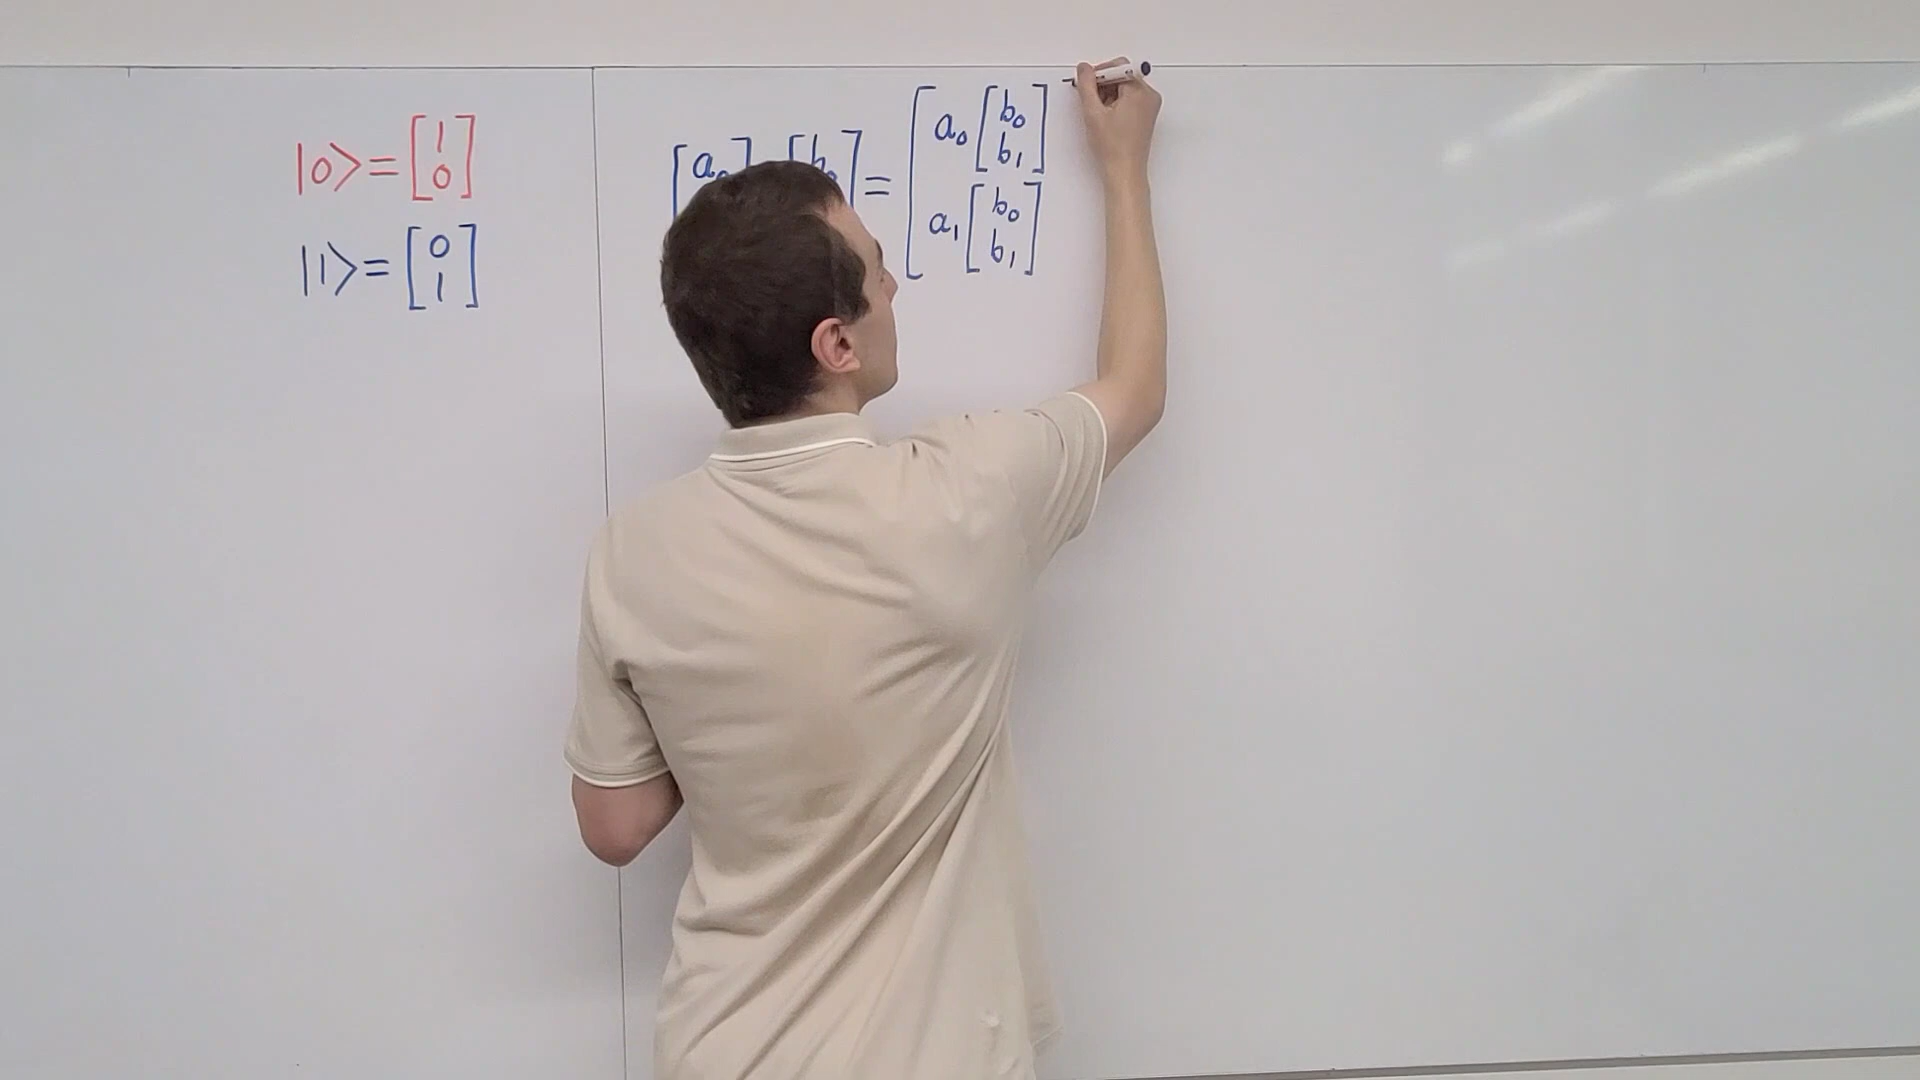 |0> = [1 0]
|1> = [0 1]
[a₀ ] [b₀ ] = [a₀ [b₀ b₁] a₁ [b₀ b₁]